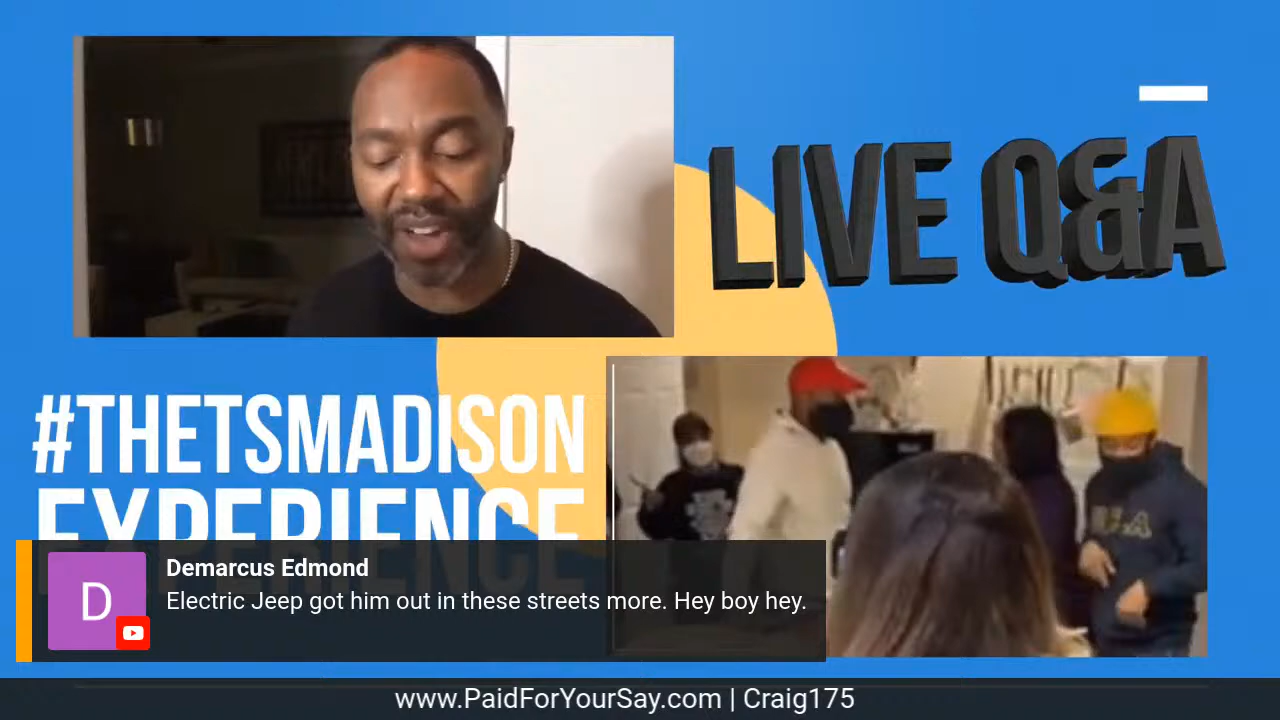 LIVE Q&A
#THETSMADISON
EXPERIENCE
D
Demarcus Edmond
Electric Jeep got him out in these streets more. Hey boy hey.
www.PaidForYourSay.com | Craig175